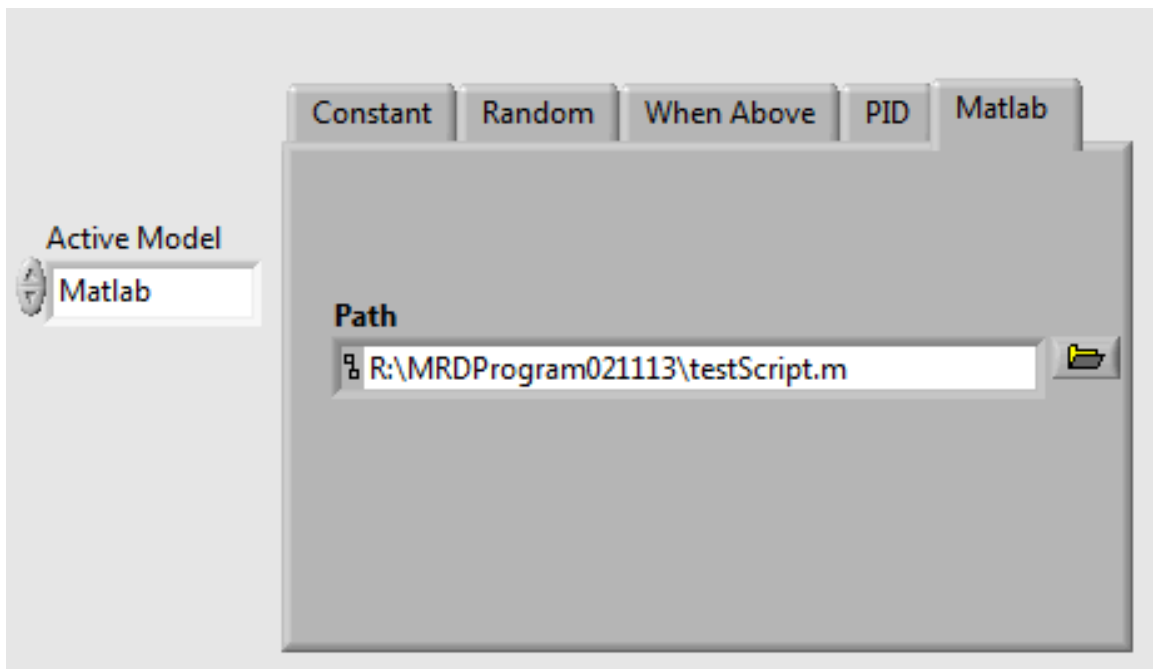 Constant Random When Above PID Matlab
Active Model
Matlab
Path
R:\MRDProgram021113\testScript.m